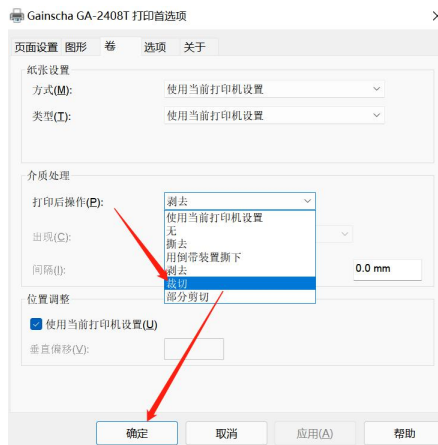 Gainscha GA-2408T 打印首选项
页面设置 图形 卷 选项 关于
纸张设置
方式(M): 使用当前打印机设置
类型(T): 使用当前打印机设置
介质处理
打印后操作(P): 剥去
使用当前打印机设置
无
撕去
出现(C):
用倒带装置撕下
剥去
间隔(I): 0.0 mm
裁切
部分剪切
位置调整
使用当前打印机设置(U)
垂直偏移(V):
确定 取消 应用(A) 帮助